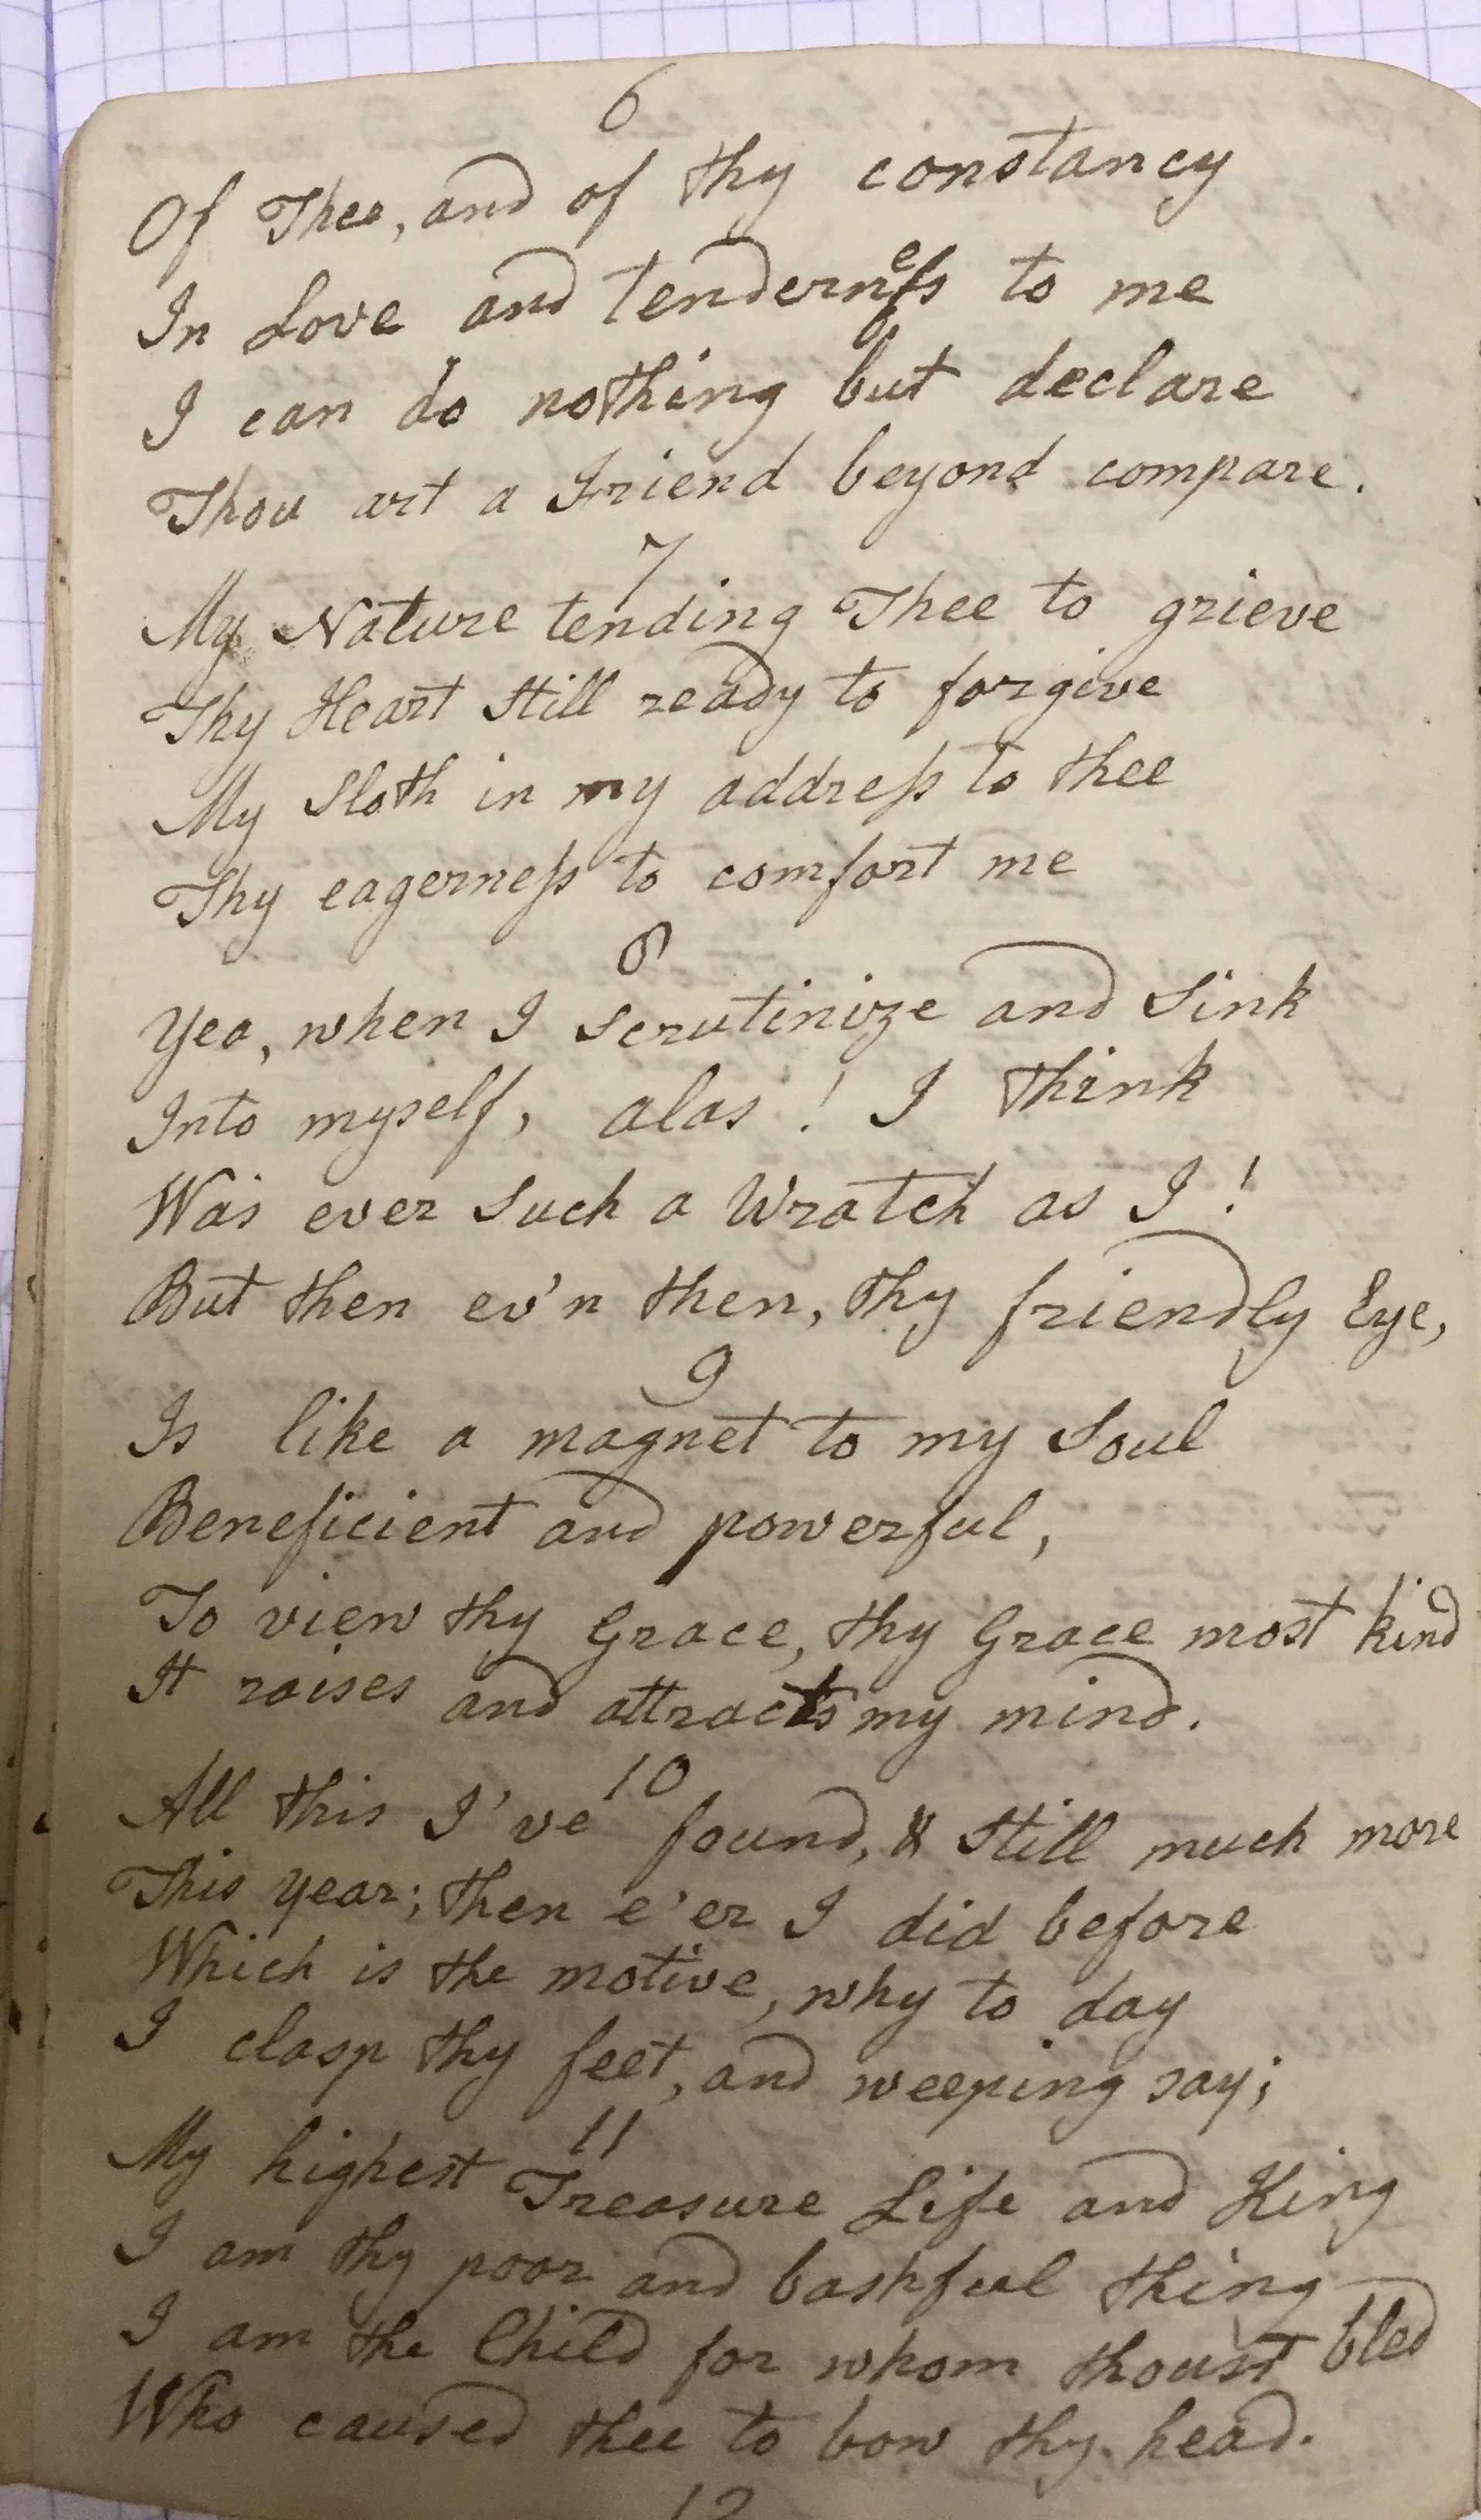 6
Of Thee, and of thy constancy
In Love and tenderneſs to me
I can do nothing but declare
Thou art a Friend beyond compare.
7
My Nature tending Thee to grieve
Thy Heart Still ready to forgive
My Sloth in my addreſs to thee
Thy eagerneſs to comfort me
8
Yea, when I Scrutinize and Sink
Into myself, alas! I think
Was ever Such a Wratch as I!
But then ev'n then, thy friendly Eye,
9
Is like a magnet to my Soul
Beneficient and powerful,
To view thy Grace, thy Grace most kind
It raises and attracts my mind.
10
All this I've found, & Still much more
This year; then e'er I did before
Which is the motive, why to day
I clasp thy feet, and weeping say;
11
My highest Treasure Life and King
I am thy poor and bashful thing
I am the Child for whom thoust bled
Who caused thee to bow thy head.
12